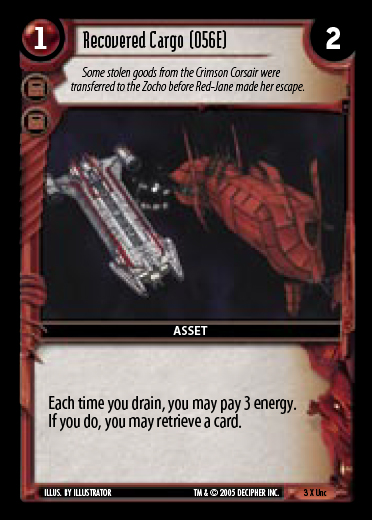 1 Recovered Cargo (056E) 2
Some stolen goods from the Crimson Corsair were
transferred to the Zocho before Red-Jane made her escape.
ASSET
Each time you drain, you may pay 3 energy.
If you do, you may retrieve a card.
ILLUS. BY ILLUSTRATOR TM & © 2005 DECIPHER INC. 3 X Unc